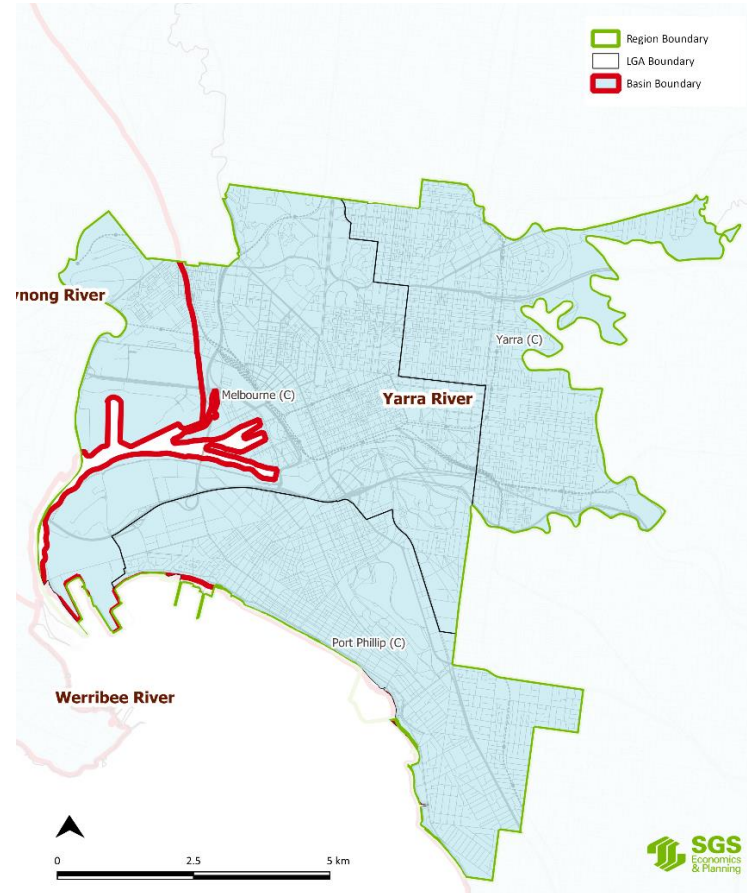 Region Boundary
LGA Boundary
Basin Boundary
ynong River
Yarra (C)
Melbourne (C)
Yarra River
Port Phillip (C)
Werribee River
0 2.5 5 km
SGS
Economics
& Planning